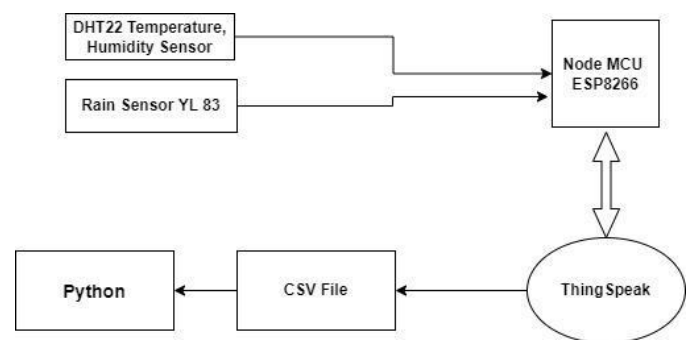 DHT22 Temperature,
Humidity Sensor
Node MCU
ESP8266
Rain Sensor YL 83
Python
CSV File
ThingSpeak